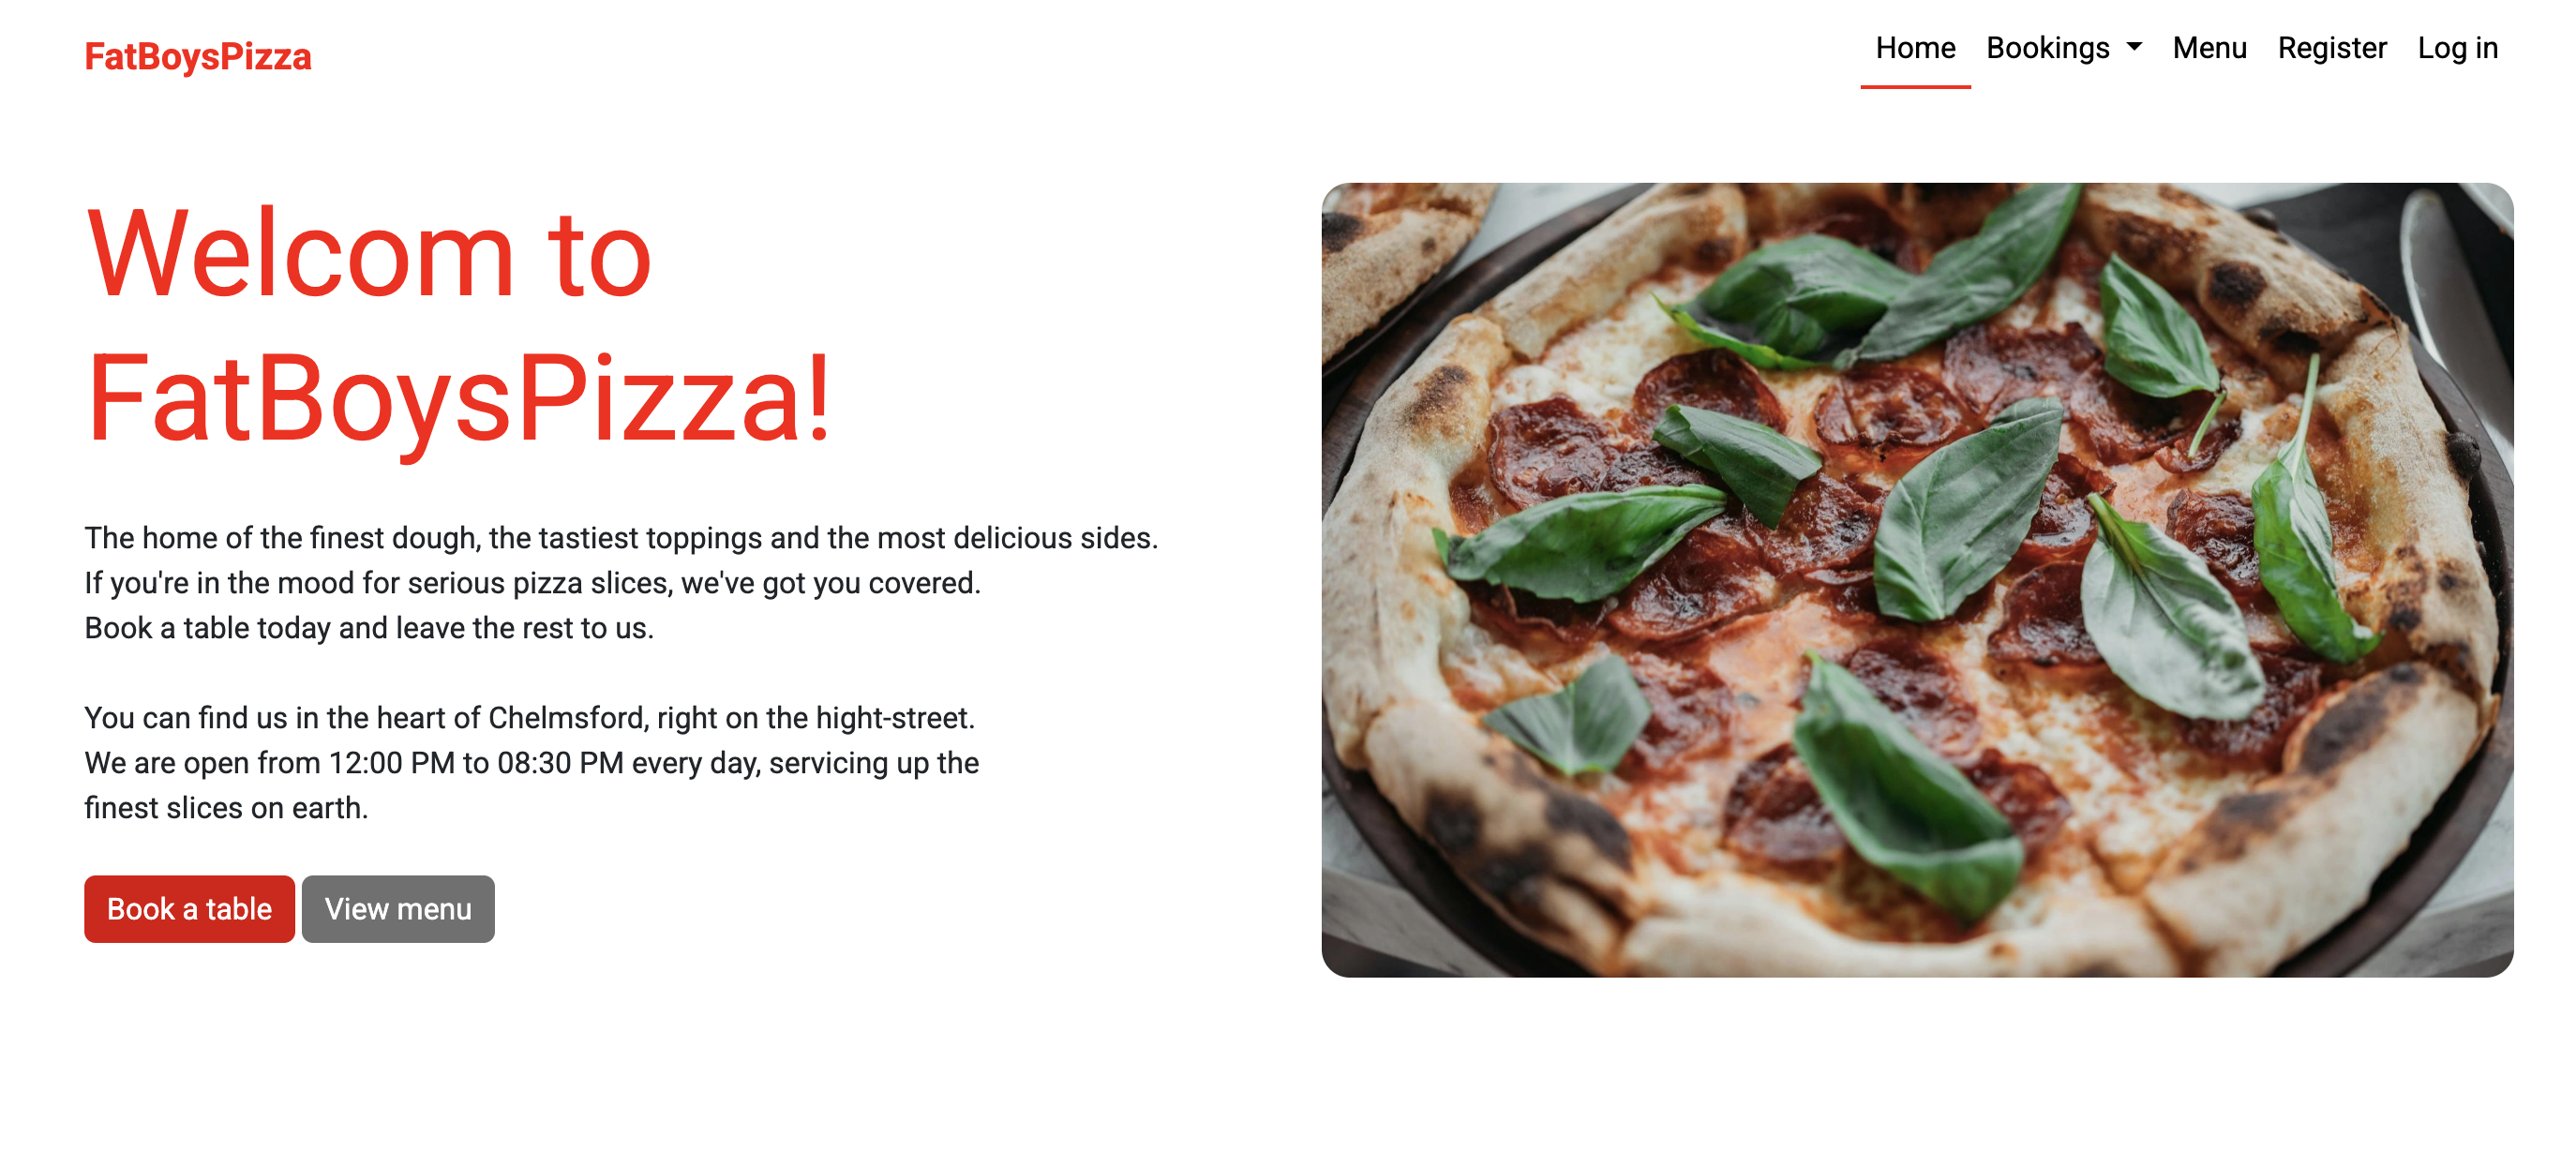 FatBoysPizza
Home Bookings Menu Register Log in
Welcom to
FatBoysPizza!
The home of the finest dough, the tastiest toppings and the most delicious sides.
If you're in the mood for serious pizza slices, we've got you covered.
Book a table today and leave the rest to us.
You can find us in the heart of Chelmsford, right on the hight-street.
We are open from 12:00 PM to 08:30 PM every day, servicing up the
finest slices on earth.
Book a table View menu